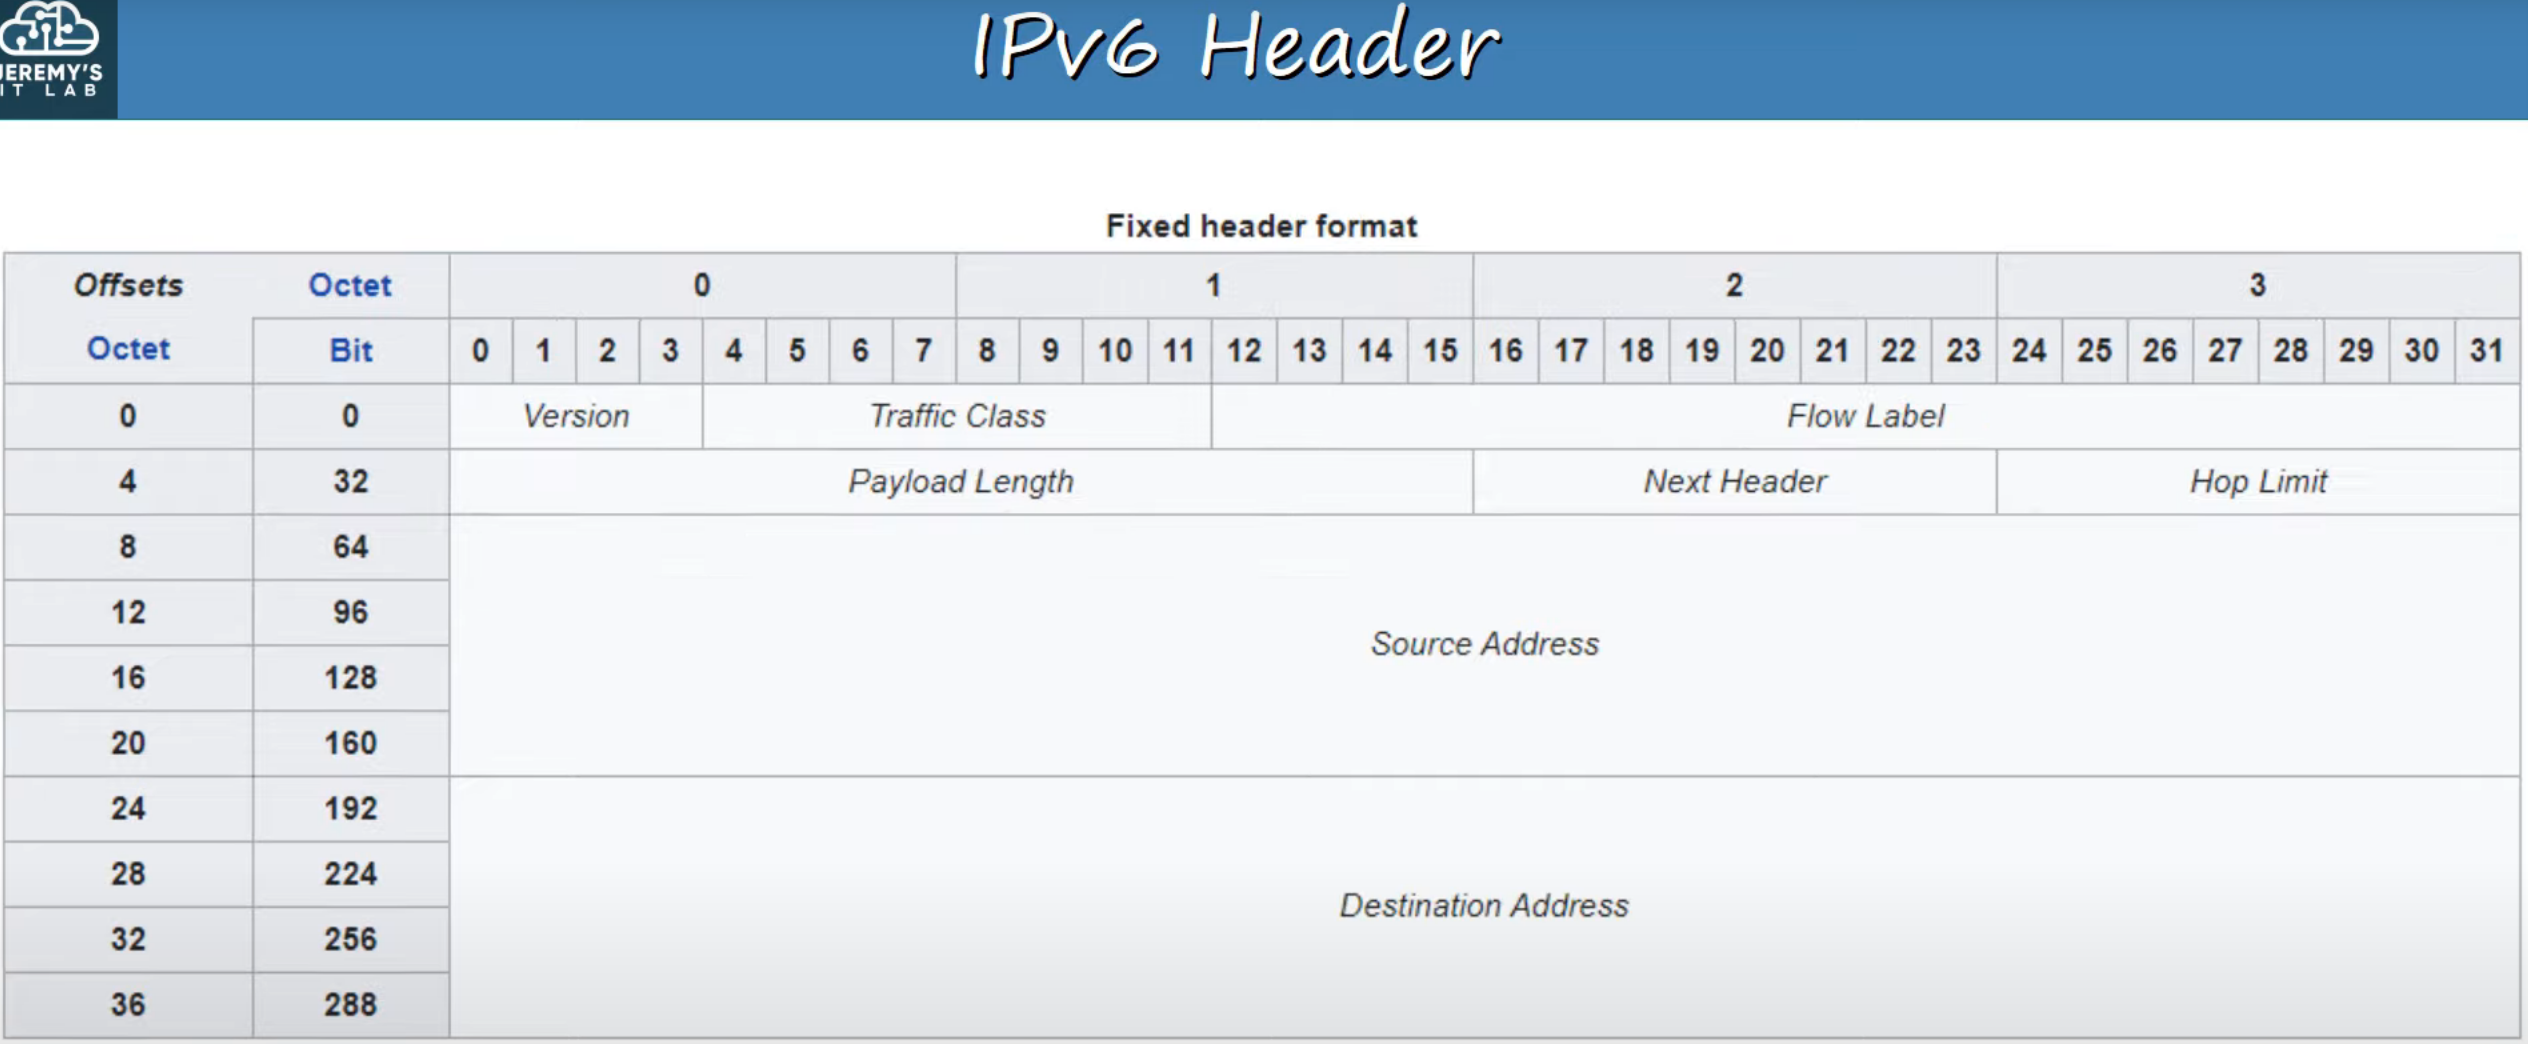 JEREMY'S
IT LAB
IPv6 Header
Fixed header format
Offsets Octet 0 1 2 3
Octet Bit 0 1 2 3 4 5 6 7 8 9 10 11 12 13 14 15 16 17 18 19 20 21 22 23 24 25 26 27 28 29 30 31
0 0 Version Traffic Class Flow Label
4 32 Payload Length Next Header Hop Limit
8 64
12 96
Source Address
16 128
20 160
24 192
28 224
Destination Address
32 256
36 288